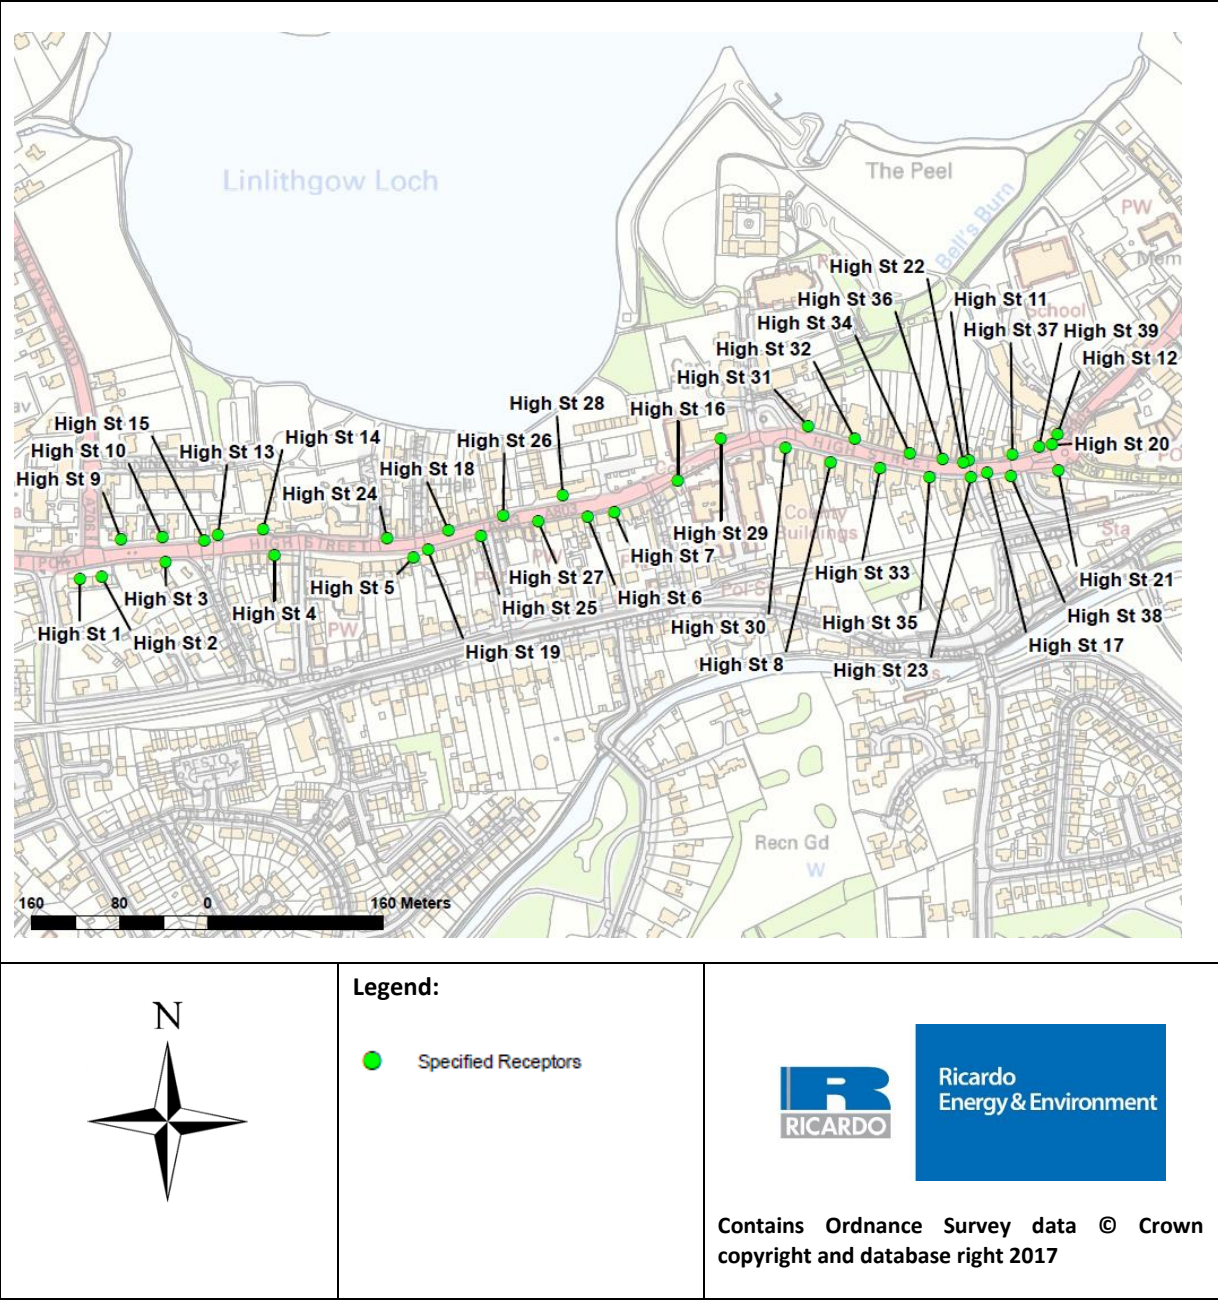 Linlithgow Loch
The Peel
Bell's Burn
PW
High St 22
High St 36
High St 11
School
High St 34
High St 37
High St 39
High St 32
High St 12
High St 31
High St 28
High St 16
High St 15
High St 14
High St 26
High St 10
High St 13
High St 20
High St 18
High St 9
High St 24
HIGH STREET
HIGH STREET
County
Buildings
Sta
High St 29
High St 7
High St 33
High St 5
High St 27
High St 21
High St 3
High St 6
High St 4
High St 25
High St 38
High St 30
High St 35
PW
High St 1
High St 2
High St 17
High St 19
High St 8
High St 23
Recn Gd
W
160 80 0 160 Meters
N
Legend:
Specified Receptors
RICARDO
Ricardo
Energy & Environment
Contains Ordnance Survey data © Crown
copyright and database right 2017